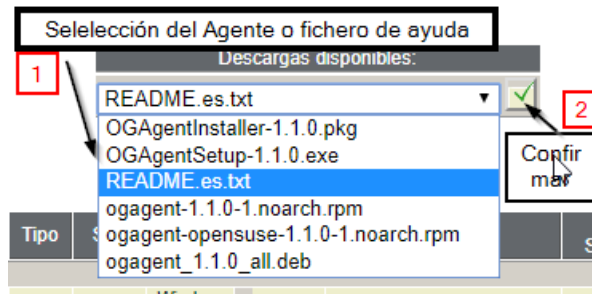 Selelección del Agente o fichero de ayuda
Descargas disponibles:
1
README.es.txt
2
OGAgentInstaller-1.1.0.pkg
OGAgentSetup-1.1.0.exe
Confir
mar
README.es.txt
ogagent-1.1.0-1.noarch.rpm
Tipo
ogagent-opensuse-1.1.0-1.noarch.rpm
ogagent_1.1.0_all.deb